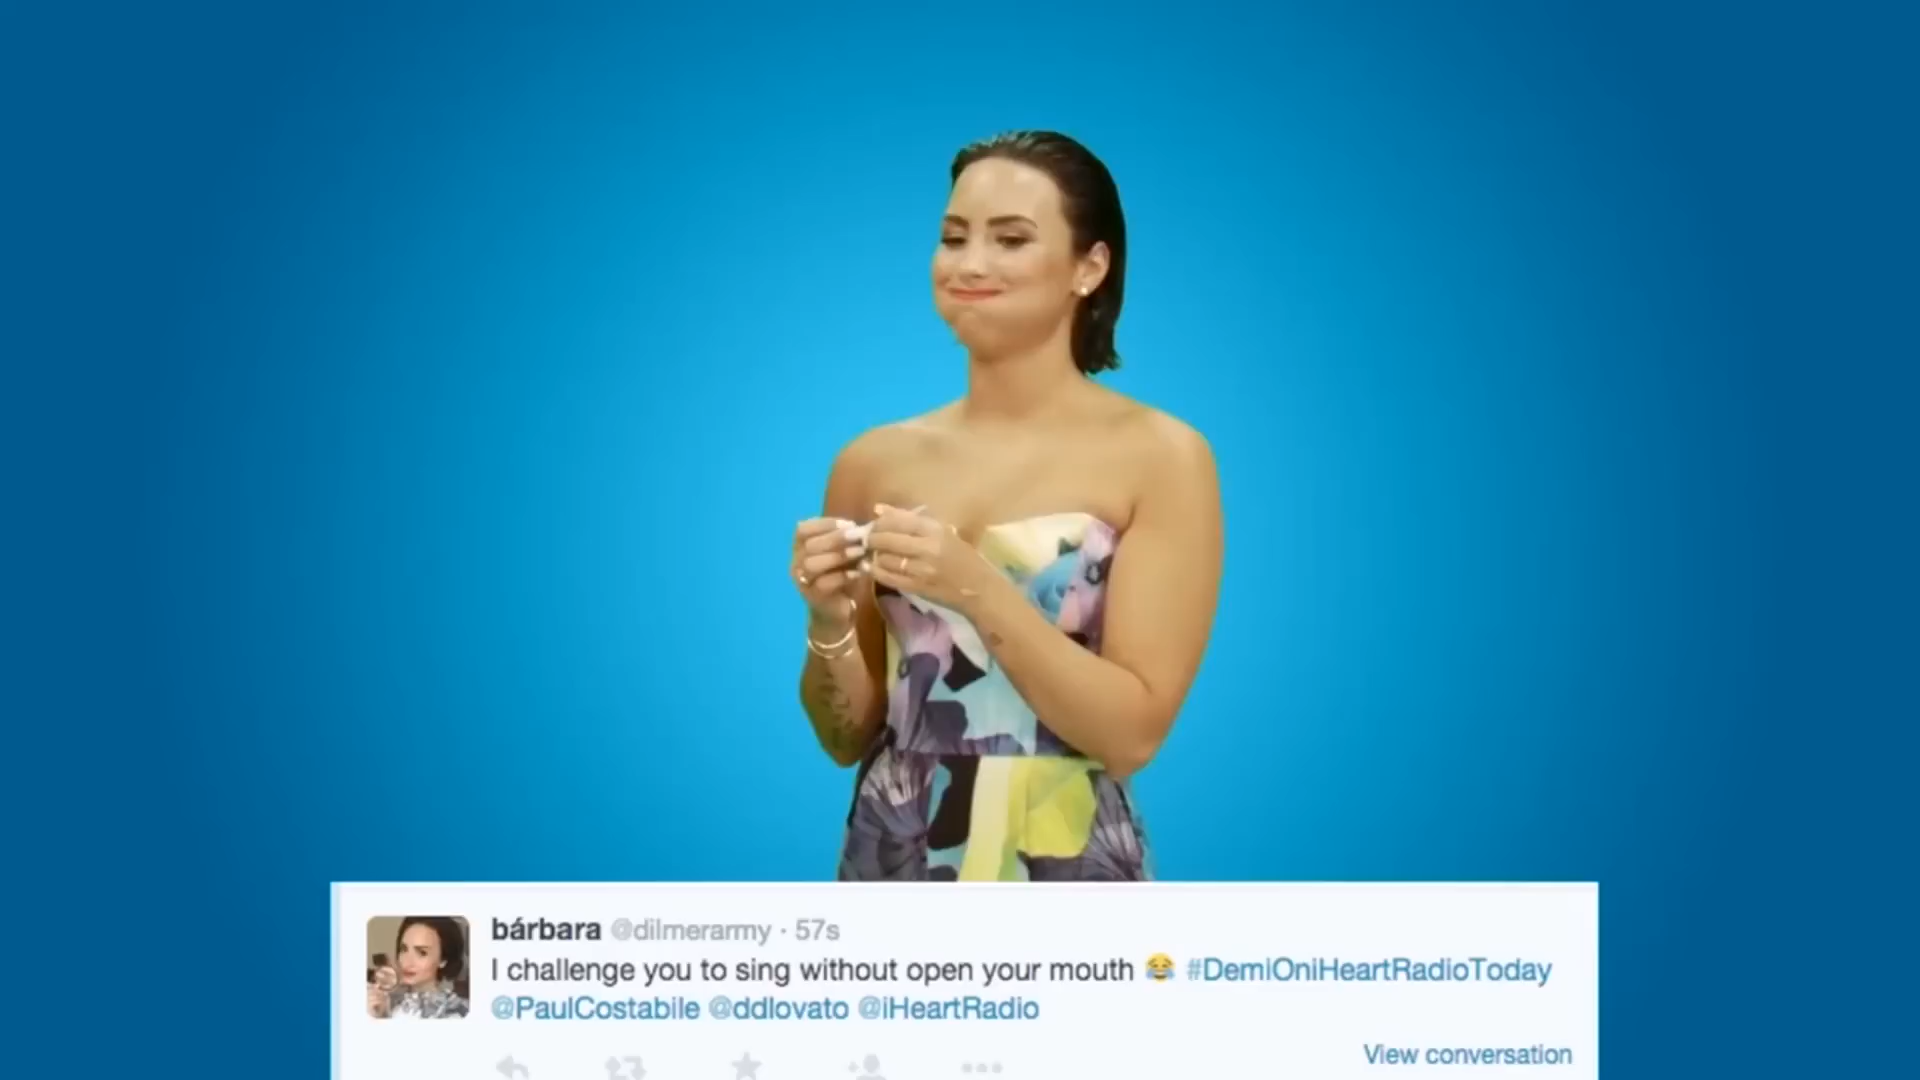 bárbara @dilmerarmy · 57s
I challenge you to sing without open your mouth 😂 #DemIOniHeartRadioToday
@PaulCostabile @ddlovato @iHeartRadio
View conversation